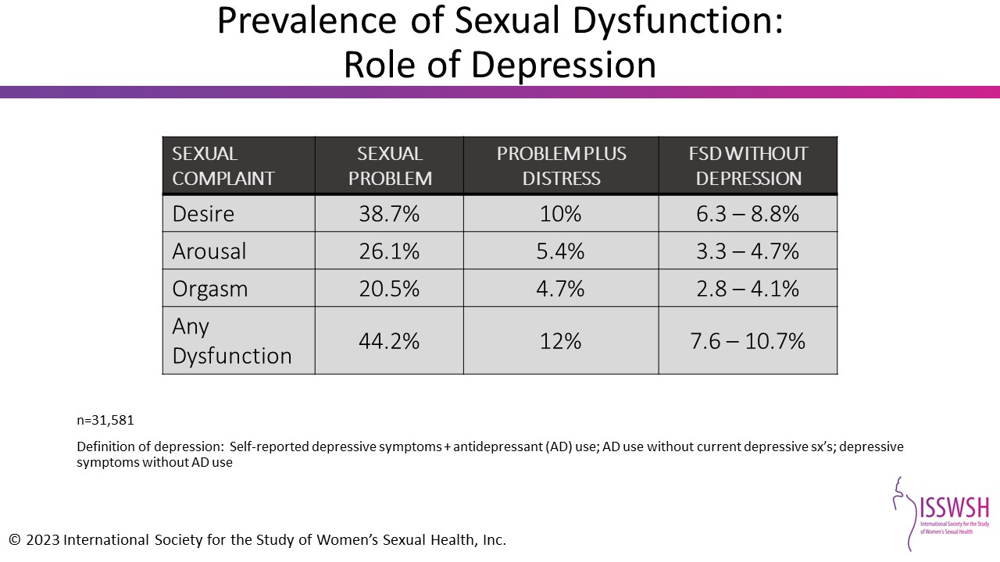 Prevalence of Sexual Dysfunction:
Role of Depression
SEXUAL COMPLAINT SEXUAL PROBLEM PROBLEM PLUS DISTRESS FSD WITHOUT DEPRESSION
Desire 38.7% 10% 6.3 – 8.8%
Arousal 26.1% 5.4% 3.3 – 4.7%
Orgasm 20.5% 4.7% 2.8 – 4.1%
Any Dysfunction 44.2% 12% 7.6 – 10.7%
n=31,581
Definition of depression: Self-reported depressive symptoms + antidepressant (AD) use; AD use without current depressive sx’s; depressive
symptoms without AD use
ISSWSH
International Society for the Study
of Women's Sexual Health
© 2023 International Society for the Study of Women’s Sexual Health, Inc.